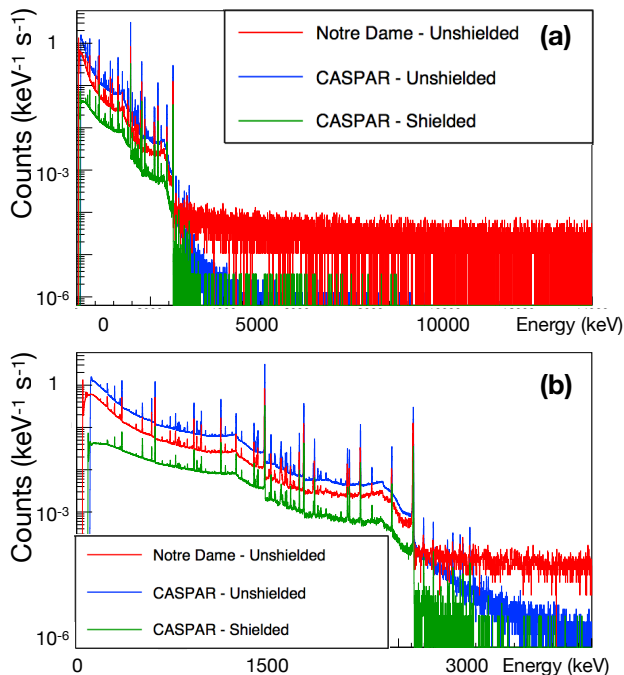 (a)
Notre Dame - Unshielded
CASPAR - Unshielded
CASPAR - Shielded
Counts (keV⁻¹ s⁻¹)
1
10⁻³
10⁻⁶
0 5000 10000 Energy (keV)
(b)
Counts (keV⁻¹ s⁻¹)
1
10⁻³
10⁻⁶
Notre Dame - Unshielded
CASPAR - Unshielded
CASPAR - Shielded
0 1500 3000 Energy (keV)